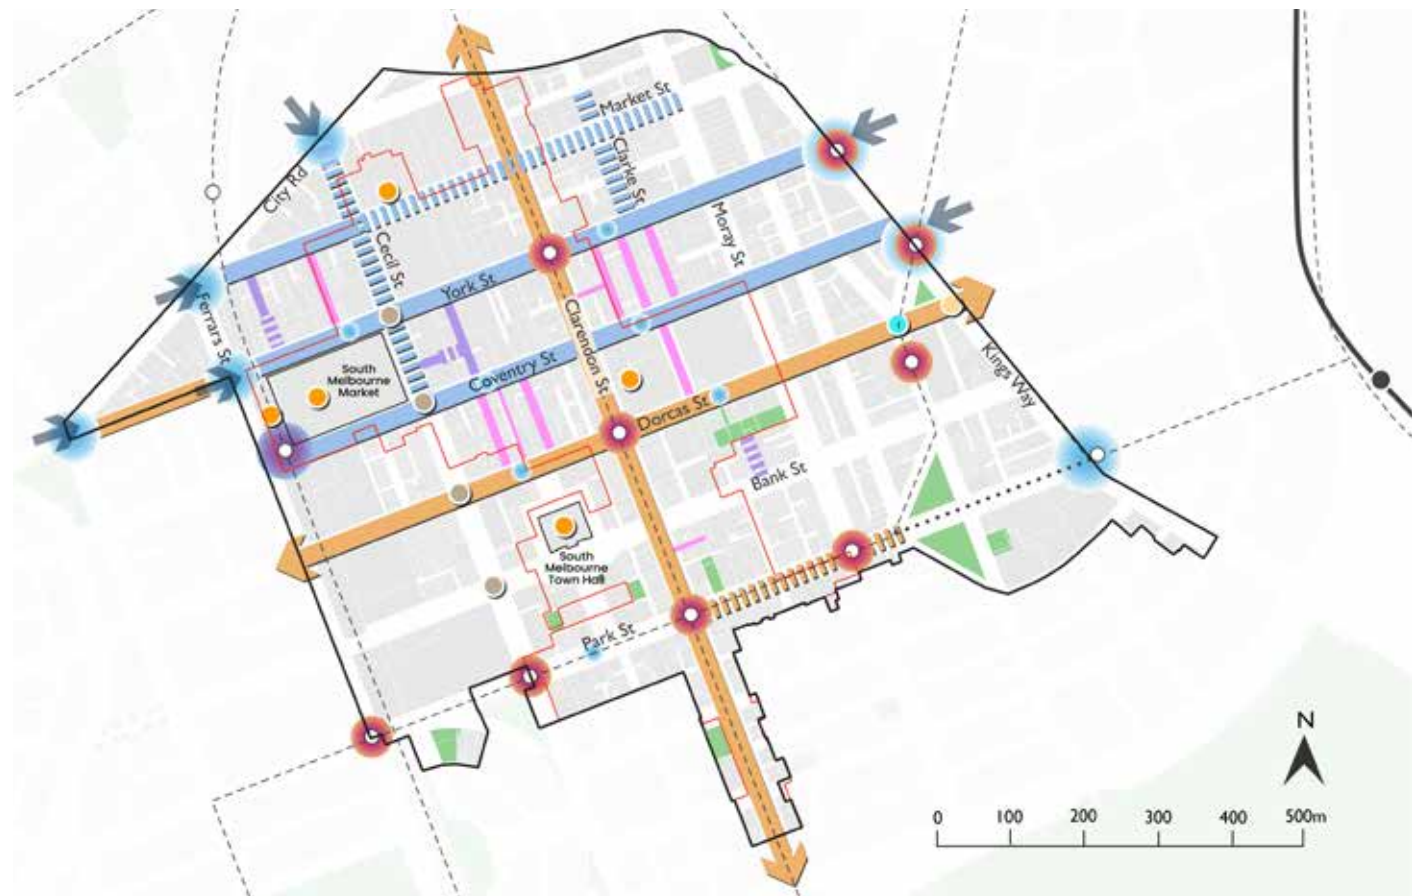 Market St
City Rd
Clarke St
Moray St
Cecil St
York St
Ferrars St
Clarendon St
Kings Way
South
Melbourne
Market
Coventry St
Dorcas St
Bank St
South
Melbourne
Town Hall
Park St
N
0 100 200 300 400 500m